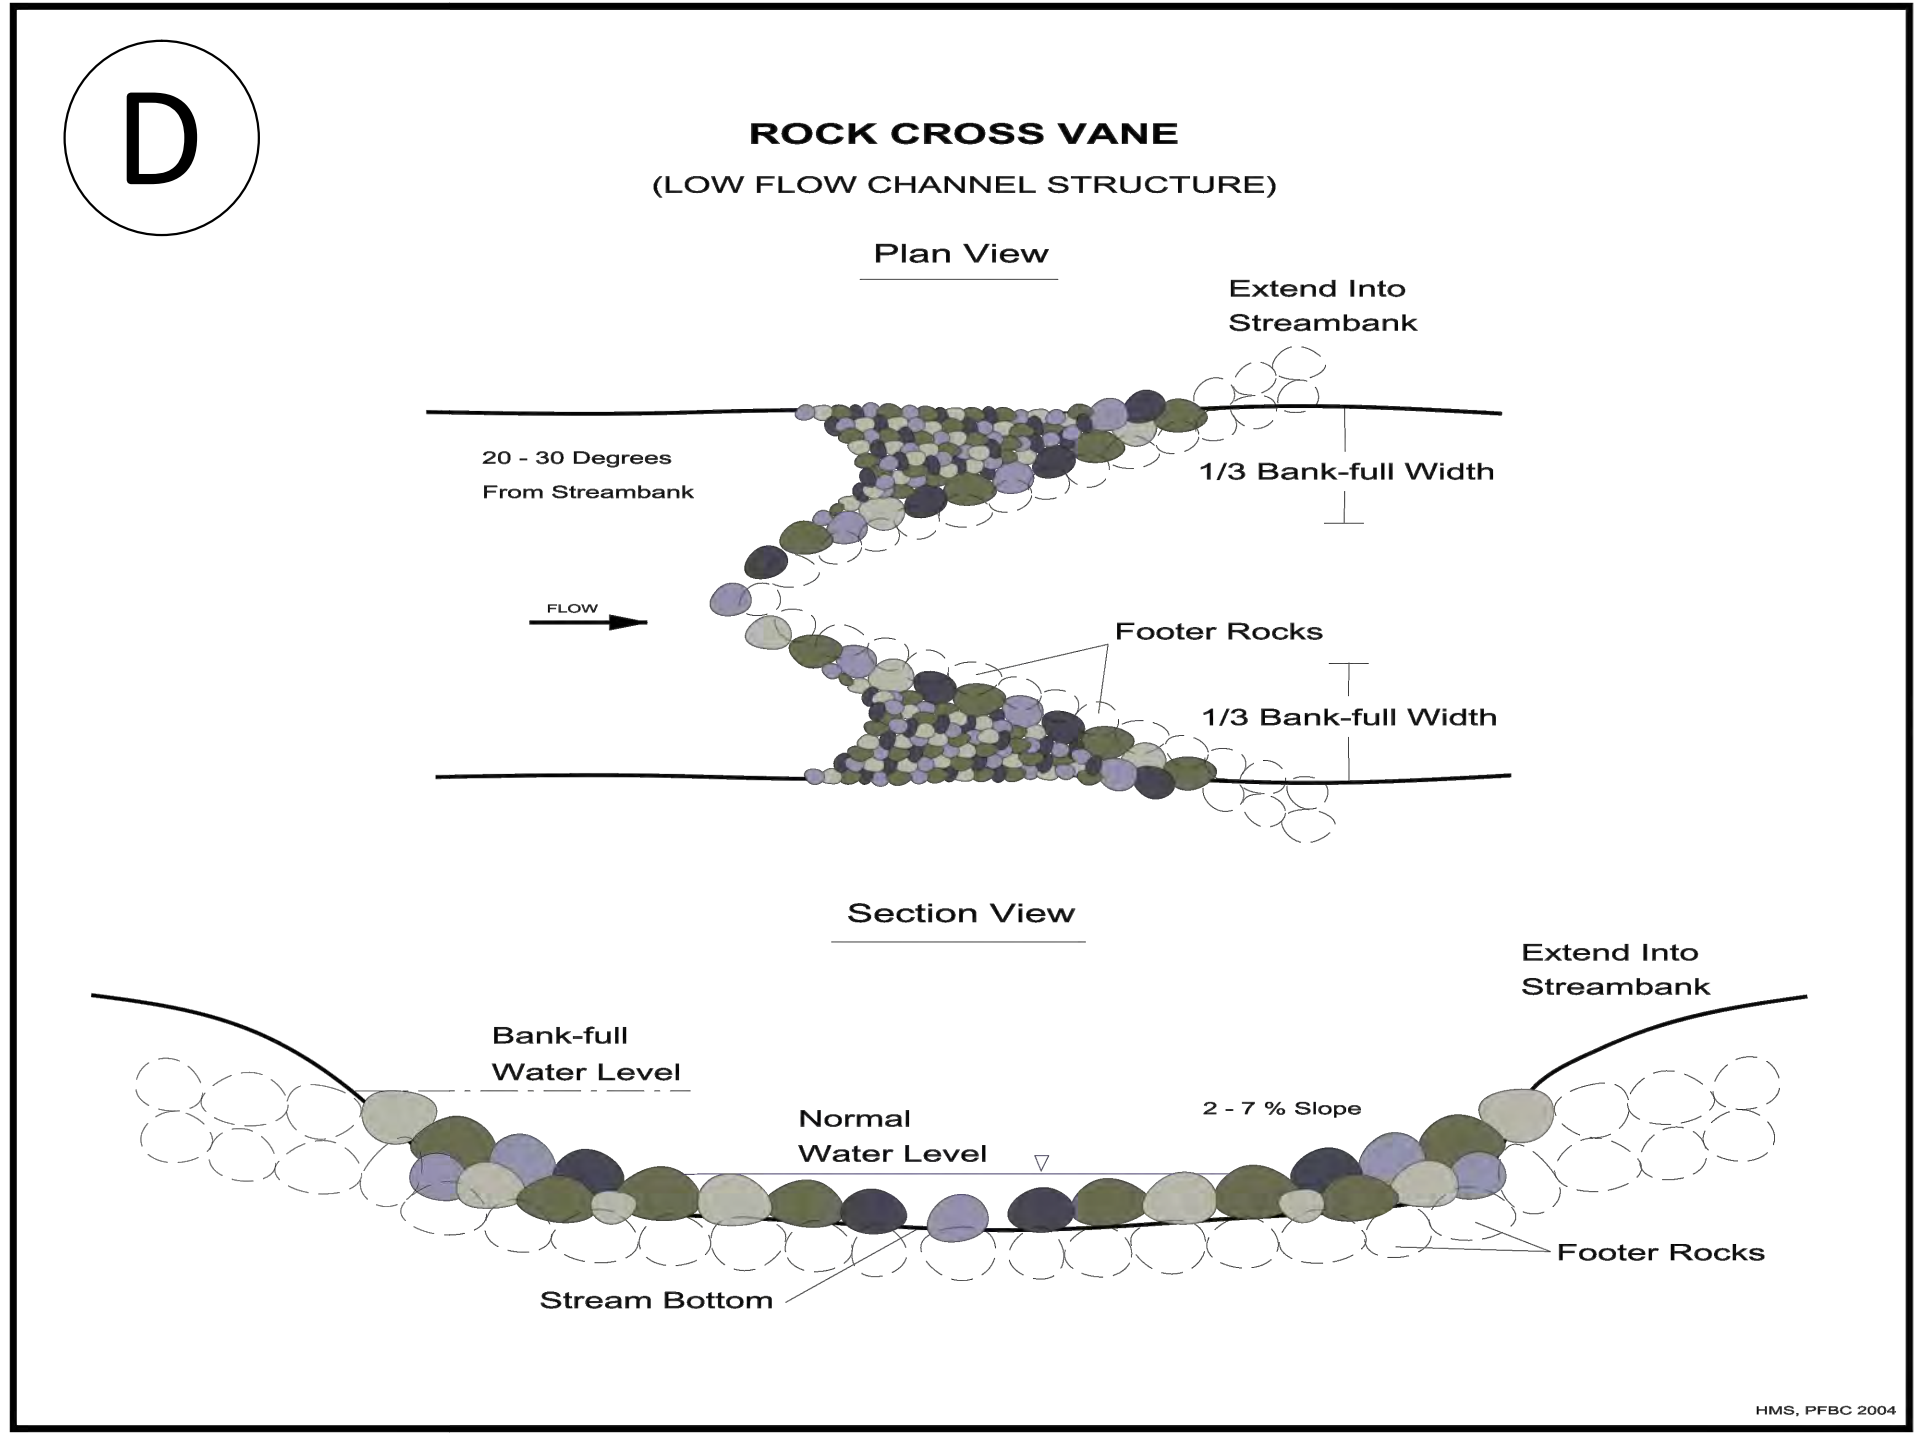 D
ROCK CROSS VANE
(LOW FLOW CHANNEL STRUCTURE)
Plan View
Extend Into
Streambank
20 - 30 Degrees
From Streambank
1/3 Bank-full Width
FLOW
Footer Rocks
1/3 Bank-full Width
Section View
Extend Into
Streambank
Bank-full
Water Level
Normal
Water Level
2 - 7 % Slope
Footer Rocks
Stream Bottom
HMS, PFBC 2004